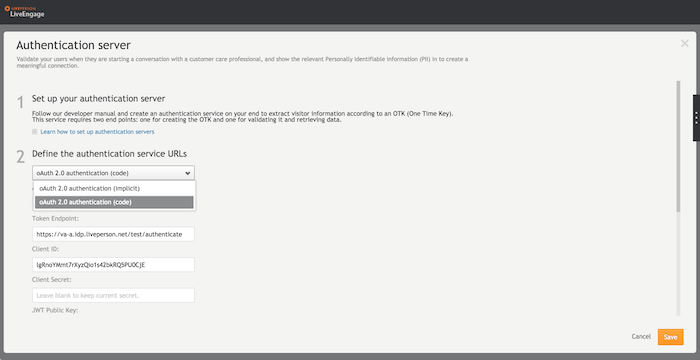 LIVEPERSON
LiveEngage
Authentication server
Validate your users when they are starting a conversation with a customer care professional, and show the relevant Personally Identifiable Information (PII) in to create a
meaningful connection.
1 Set up your authentication server
Follow our developer manual and create an authentication service on your end to extract visitor information according to an OTK (One Time Key).
This service requires two end points: one for creating the OTK and one for validating it and retrieving data.
Learn how to set up authentication servers
2 Define the authentication service URLs
oAuth 2.0 authentication (code)
oAuth 2.0 authentication (implicit)
oAuth 2.0 authentication (code)
Token Endpoint:
https://va-a.idp.liveperson.net/test/authenticate
Client ID:
IgRnoYMmt7rXyzQio1s42bkRQ5PU0CjE
Client Secret:
Leave blank to keep current secret.
JWT Public Key:
Cancel
Save